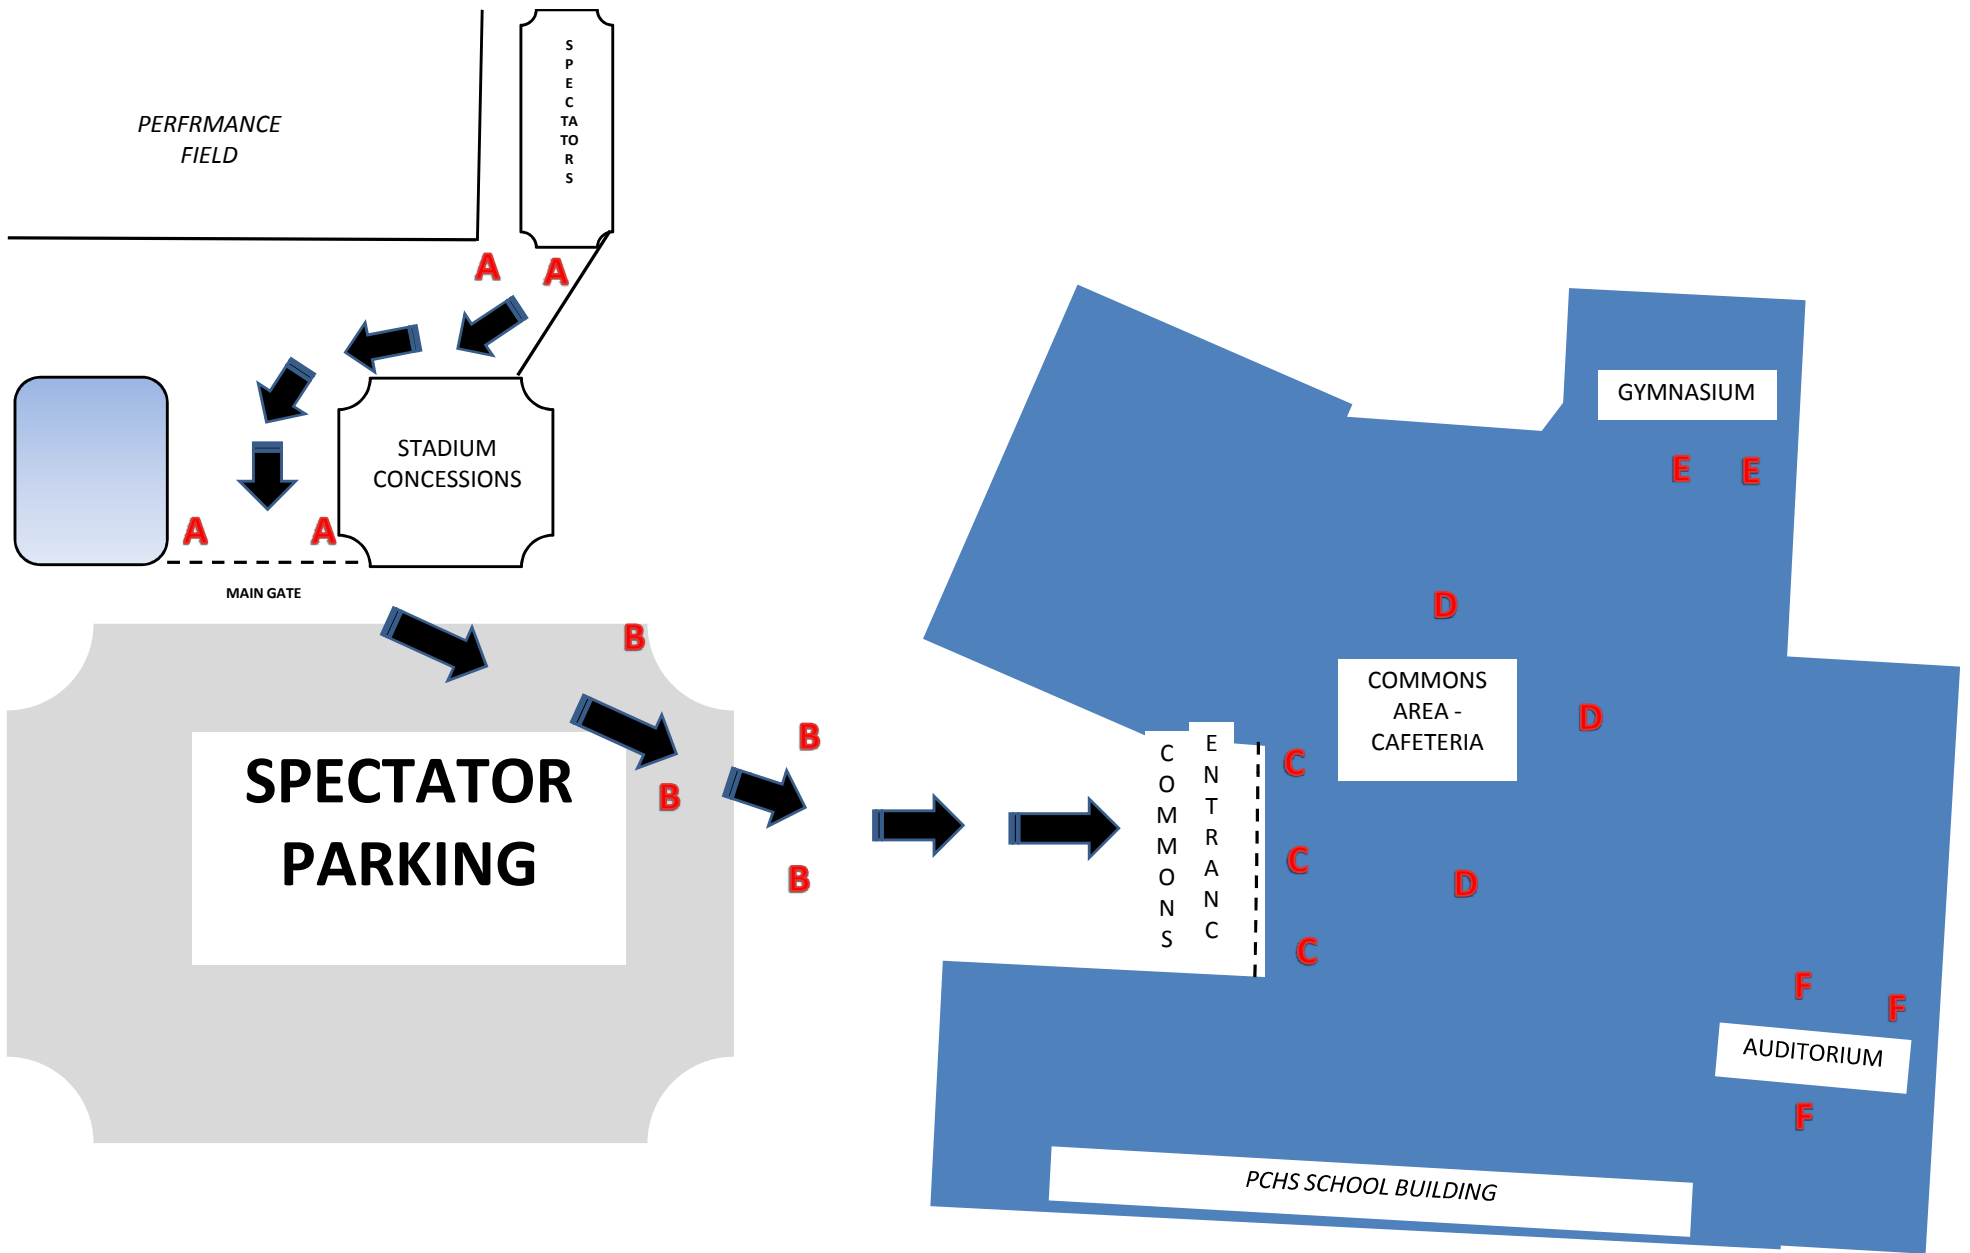 S
P
E
C
TA
TO
R
S
PERFRMANCE
FIELD
A
A
STADIUM
CONCESSIONS
A
A
MAIN GATE
B
B
B
B
SPECTATOR
PARKING
GYMNASIUM
E
E
D
COMMONS
AREA -
CAFETERIA
D
D
C
O
M
M
O
N
S
E
N
T
R
A
N
C
C
C
C
F
F
AUDITORIUM
F
PCHS SCHOOL BUILDING